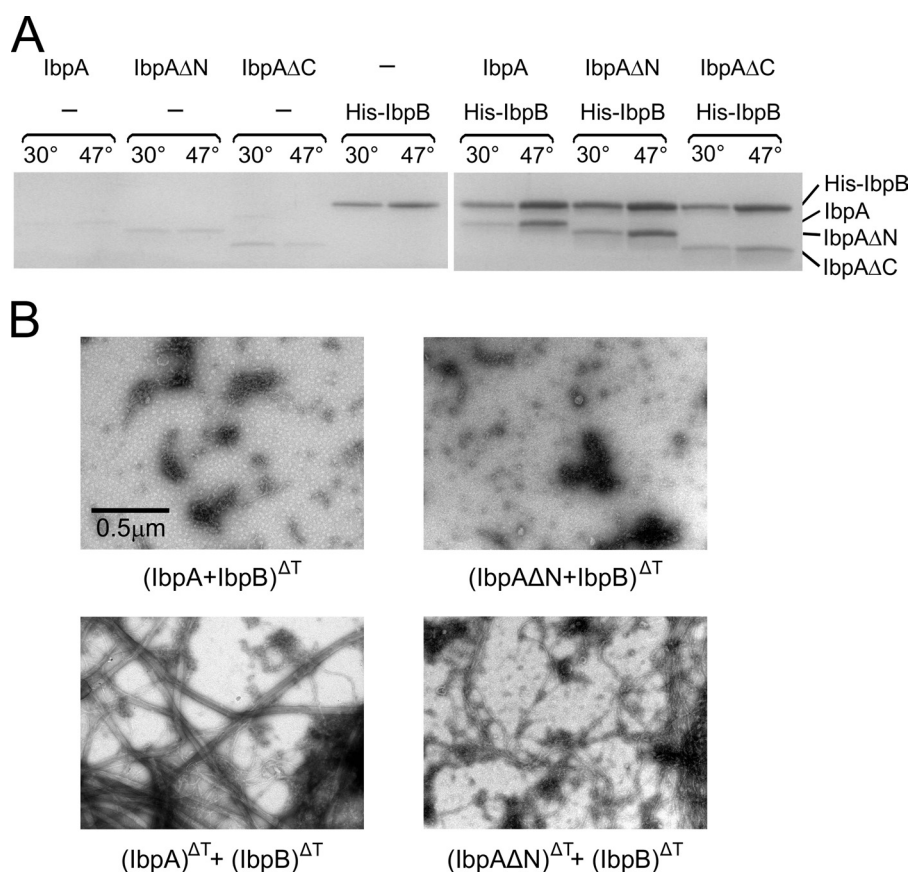 A
IbpA IbpAΔN IbpAΔC – IbpA IbpAΔN IbpAΔC
– – – His-IbpB His-IbpB His-IbpB His-IbpB
30° 47° 30° 47° 30° 47° 30° 47° 30° 47° 30° 47° 30° 47°
His-IbpB
IbpA
IbpAΔN
IbpAΔC
B
0.5μm
(IbpA+IbpB)ΔT (IbpAΔN+IbpB)ΔT
(IbpA)ΔT+ (IbpB)ΔT (IbpAΔN)ΔT+ (IbpB)ΔT